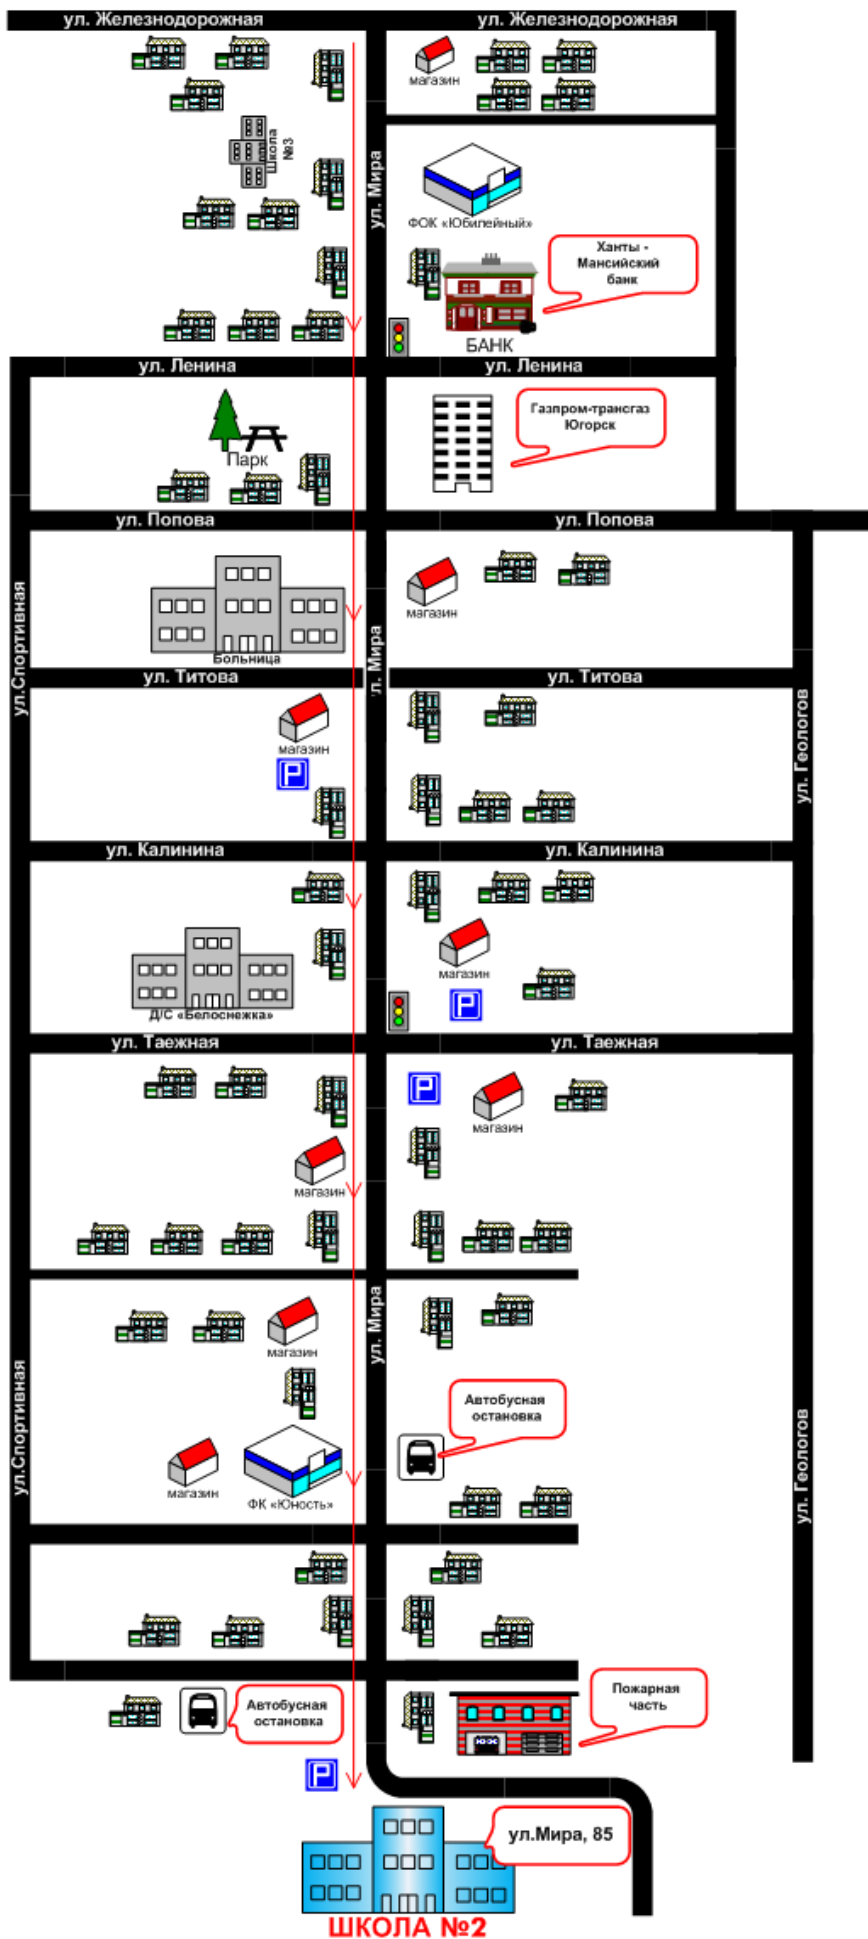 ул. Железнодорожная
ул. Железнодорожная
магазин
Школа
№3
ул. Мира
ФОК «Юбилейный»
Ханты -
Мансийский
банк
БАНК
ул. Ленина
ул. Ленина
Газпром-трансгаз
Югорск
Парк
ул. Попова
ул. Попова
магазин
Больница
ул.Спортивная
ул. Мира
ул. Титова
ул. Титова
ул. Геологов
магазин
P
ул. Калинина
ул. Калинина
магазин
P
Д/С «Белоснежка»
ул. Таежная
ул. Таежная
P
магазин
магазин
ул. Мира
магазин
ул.Спортивная
Автобусная
остановка
ул. Геологов
магазин
ФК «Юность»
Автобусная
остановка
Пожарная
часть
P
ул.Мира, 85
ШКОЛА №2